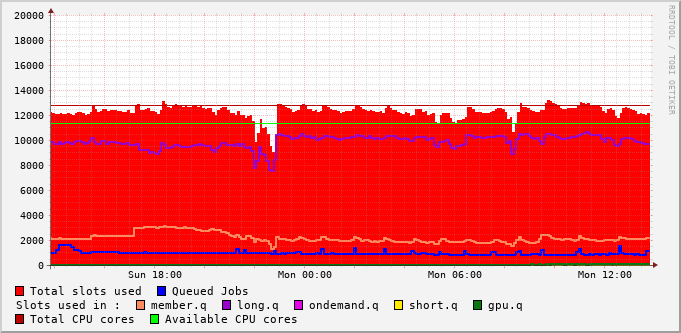 20000
18000
16000
14000
12000
10000
8000
6000
4000
2000
0
Sun 18:00 Mon 00:00 Mon 06:00 Mon 12:00
RRDTOOL / TOBI OETIKER
Total slots used Queued Jobs
Slots used in : member.q long.q ondemand.q short.q gpu.q
Total CPU cores Available CPU cores